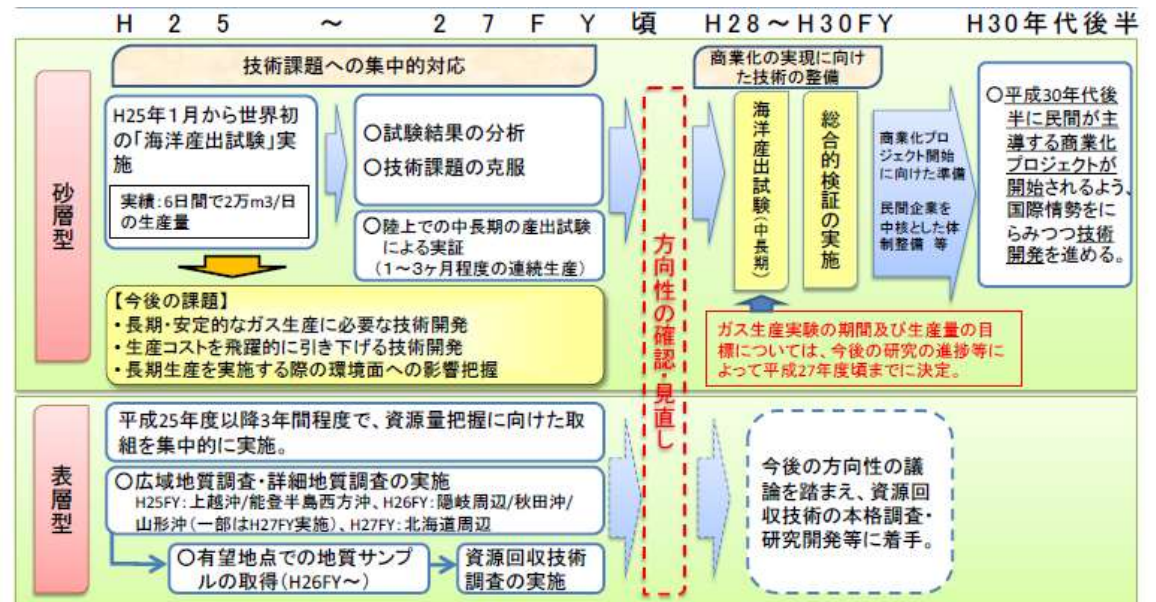 H25～27FY頃
H28～H30FY
H30年代後半
技術課題への集中的対応
商業化の実現に向け
た技術の整備
砂層型
H25年1月から世界初
の「海洋産出試験」実
施
実績：6日間で2万m3/日
の生産量
〇試験結果の分析
〇技術課題の克服
〇陸上での中長期の産出試験
による実証
（1～3ヶ月程度の連続生産）
【今後の課題】
・長期・安定的なガス生産に必要な技術開発
・生産コストを飛躍的に引き下げる技術開発
・長期生産を実施する際の環境面への影響把握
方向性の確認・見直し
海洋産出試験（中長期）
総合的検証の実施
商業化プロ
ジェクト開始
に向けた準備
民間企業を
中核とした体
制整備 等
〇平成30年代後
半に民間が主
導する商業化
プロジェクトが
開始されるよう、
国際情勢をに
らみつつ技術
開発を進める。
ガス生産実験の期間及び生産量の目
標については、今後の研究の進捗等に
よって平成27年度頃までに決定。
表層型
平成25年度以降3年間程度で、資源量把握に向けた取
組を集中的に実施。
〇広域地質調査・詳細地質調査の実施
H25FY：上越沖/能登半島西方沖、H26FY：隠岐周辺/秋田沖/
山形沖（一部はH27FY実施）、H27FY：北海道周辺
〇有望地点での地質サンプ
ルの取得（H26FY～）
資源回収技術
調査の実施
今後の方向性の議
論を踏まえ、資源回
収技術の本格調査・
研究開発等に着手。